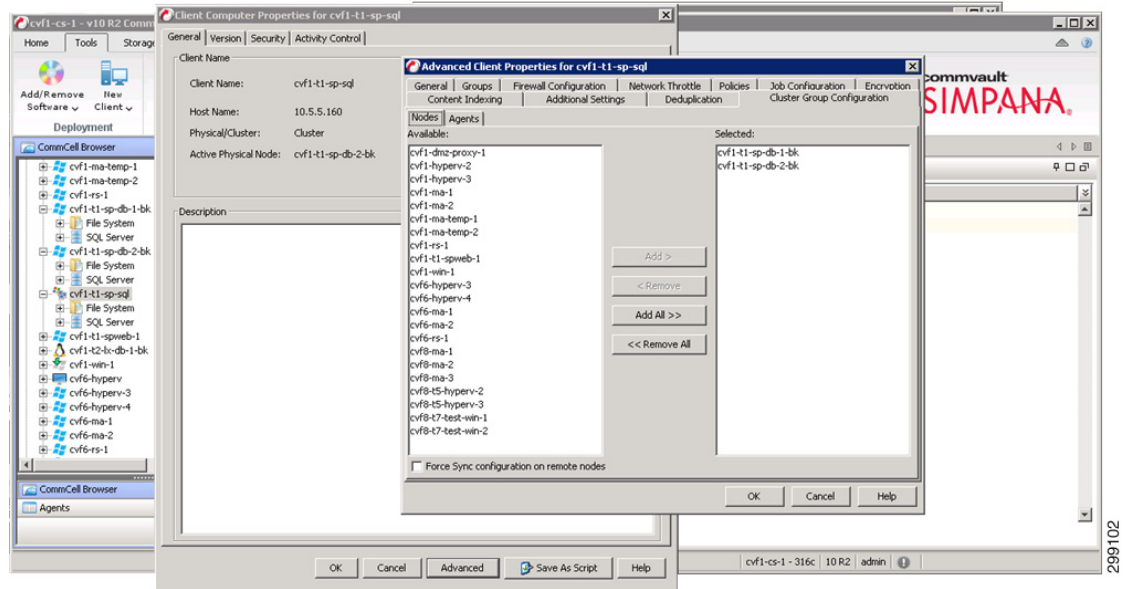 cvf1-cs-1 - v10 R2 Comm
Home Tools Storage
Add/Remove Software
New Client
Deployment
CommCell Browser
cvf1-ma-temp-1
cvf1-ma-temp-2
cvf1-rs-1
cvf1-t1-sp-db-1-bk
File System
SQL Server
cvf1-t1-sp-db-2-bk
File System
SQL Server
cvf1-t1-sp-sql
File System
SQL Server
cvf1-t1-spweb-1
cvf1-t2-lx-db-1-bk
cvf1-win-1
cvf6-hyperv
cvf6-hyperv-3
cvf6-hyperv-4
cvf6-ma-1
cvf6-ma-2
cvf6-rs-1
CommCell Browser
Agents
Client Computer Properties for cvf1-t1-sp-sql
General Version Security Activity Control
Client Name
Client Name: cvf1-t1-sp-sql
Host Name: 10.5.5.160
Physical/Cluster: Cluster
Active Physical Node: cvf1-t1-sp-db-2-bk
Description
OK Cancel Advanced Save As Script Help
Advanced Client Properties for cvf1-t1-sp-sql
General Groups Firewall Configuration Network Throttle Policies Job Configuration Encryption
Content Indexing Additional Settings Deduplication Cluster Group Configuration
Nodes Agents
Available:
cvf1-dmz-proxy-1
cvf1-hyperv-2
cvf1-hyperv-3
cvf1-ma-1
cvf1-ma-2
cvf1-ma-temp-1
cvf1-ma-temp-2
cvf1-rs-1
cvf1-t1-spweb-1
cvf1-win-1
cvf6-hyperv-3
cvf6-hyperv-4
cvf6-ma-1
cvf6-ma-2
cvf6-rs-1
cvf8-ma-1
cvf8-ma-2
cvf8-ma-3
cvf8-t5-hyperv-2
cvf8-t5-hyperv-3
cvf8-t7-test-win-1
cvf8-t7-test-win-2
Add >
< Remove
Add All >>
<< Remove All
Selected:
cvf1-t1-sp-db-1-bk
cvf1-t1-sp-db-2-bk
Force Sync configuration on remote nodes
OK Cancel Help
commvault
SIMPANA.
cvf1-cs-1 - 316c 10 R2 admin
299102